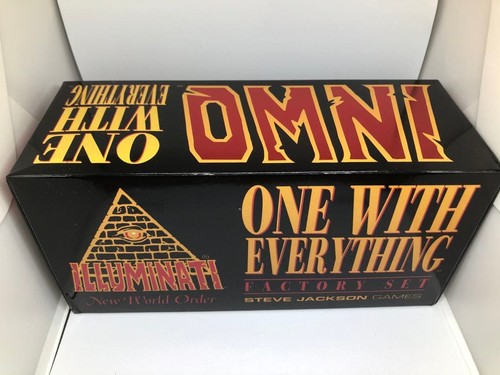 INWO
ONE
WITH
EVERYTHING
ILLUMINATI
New World Order
ONE WITH
EVERYTHING
FACTORY SET
STEVE JACKSON GAMES